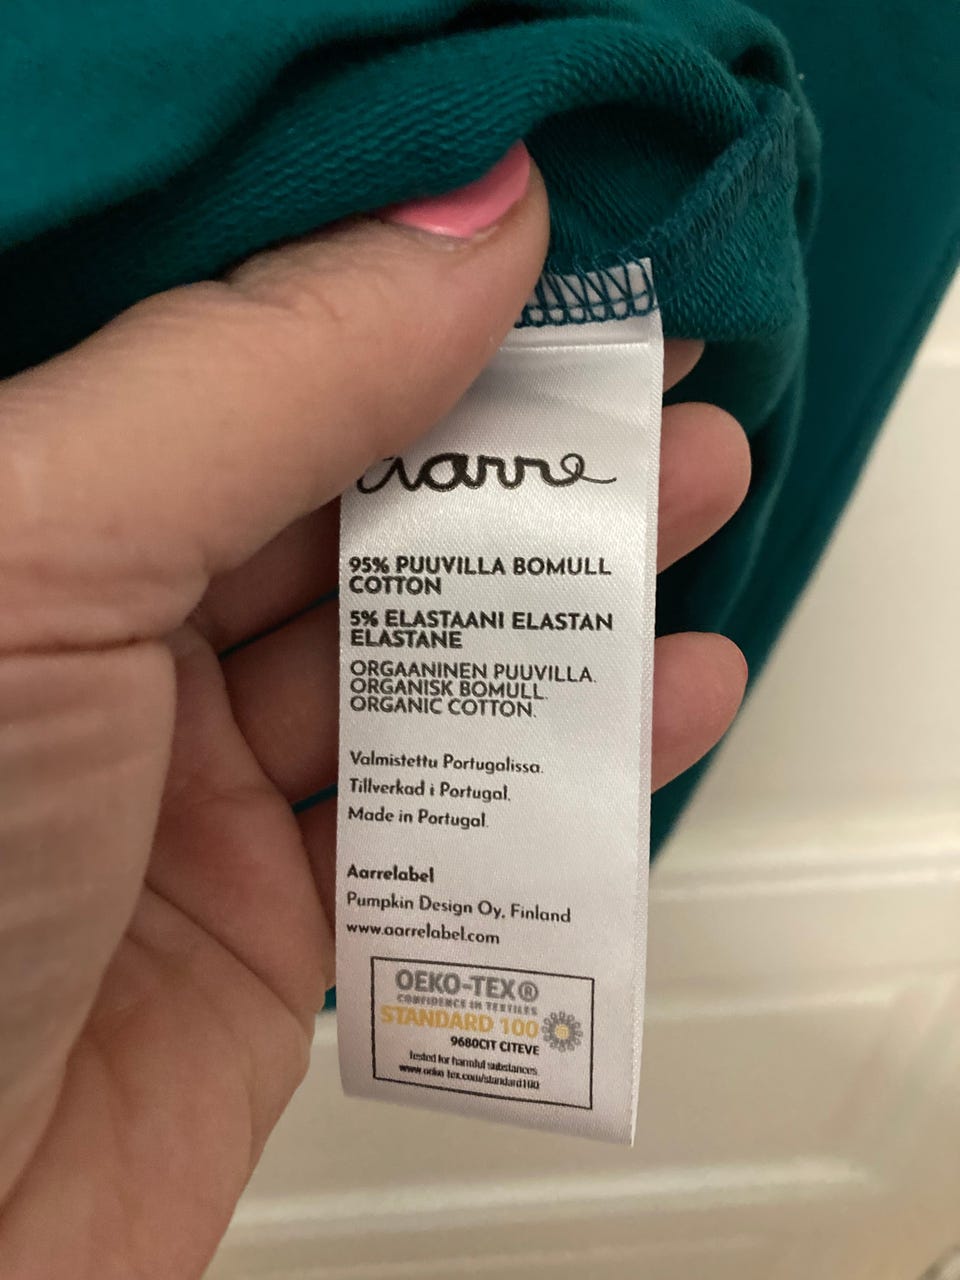 aarre
95% PUUVILLA BOMULL
COTTON
5% ELASTAANI ELASTAN
ELASTANE
ORGAANINEN PUUVILLA.
ORGANISK BOMULL.
ORGANIC COTTON.
Valmistettu Portugalissa.
Tillverkad i Portugal.
Made in Portugal.
Aarrelabel
Pumpkin Design Oy, Finland
www.aarrelabel.com
OEKO-TEX®
CONFIDENCE IN TEXTILES
STANDARD 100
9680CIT CITEVE
Tested for harmful substances
www.oeko-tex.com/standard100